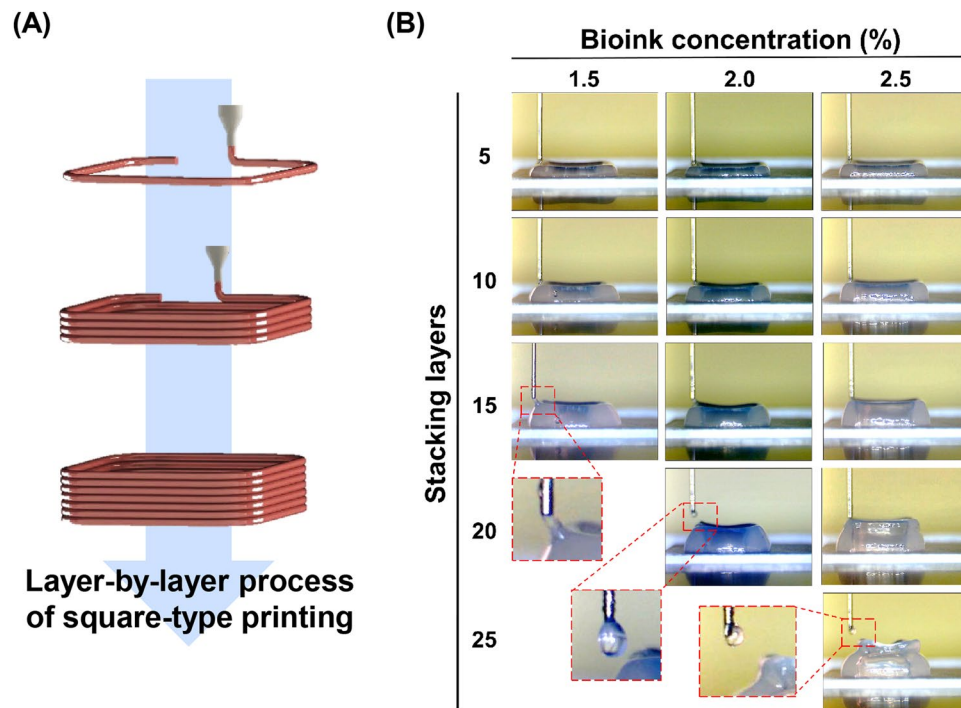 (A)
Layer-by-layer process
of square-type printing
(B)
Bioink concentration (%)
1.5 2.0 2.5
Stacking layers
5
10
15
20
25